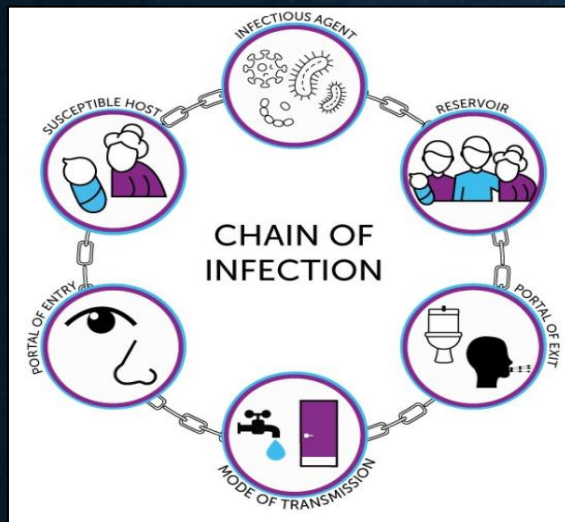 INFECTIOUS AGENT
RESERVOIR
PORTAL OF EXIT
MODE OF TRANSMISSION
PORTAL OF ENTRY
SUSCEPTIBLE HOST
CHAIN OF
INFECTION